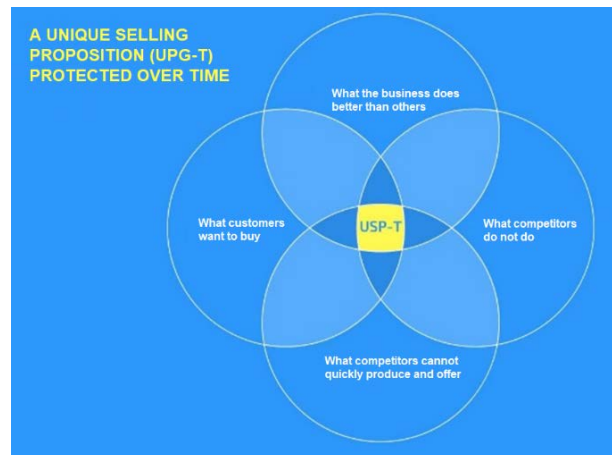 A UNIQUE SELLING
PROPOSITION (UPG-T)
PROTECTED OVER TIME
What the business does
better than others
What customers
want to buy
USP-T
What competitors
do not do
What competitors cannot
quickly produce and offer